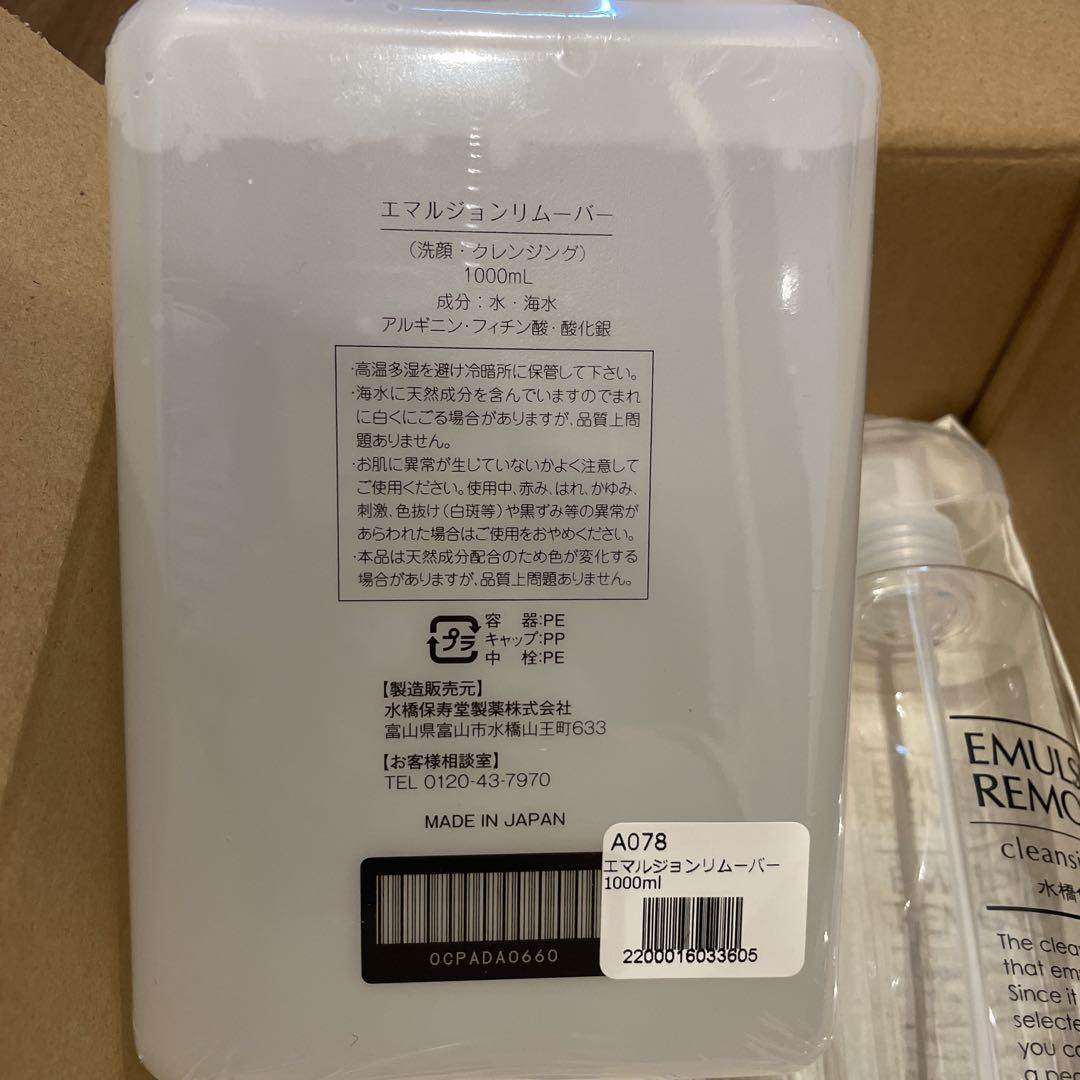 エマルジョンリムーバー
(洗顔・クレンジング)
1000mL
成分：水・海水
アルギニン・フィチン酸・酸化銀
・高温多湿を避け冷暗所に保管して下さい。
・海水に天然成分を含んでいますのでまれ
に白くにごる場合がありますが、品質上問
題ありません。
・お肌に異常が生じていないかよく注意して
ご使用ください。使用中、赤み、はれ、かゆみ、
刺激、色抜け(白斑等)や黒ずみ等の異常が
あらわれた場合はご使用をおやめください。
・本品は天然成分配合のため色が変化する
場合がありますが、品質上問題ありません。
プラ
容 器:PE
キャップ:PP
中 栓:PE
【製造販売元】
水橋保寿堂製薬株式会社
富山県富山市水橋山王町633
【お客様相談室】
TEL 0120-43-7970
MADE IN JAPAN
OCPADA0660
A078
エマルジョンリムーバー
1000ml
2200016033605
EMULS
REMO
cleansi
水橋
The clea
that em
Since it
selecte
you co
a pe